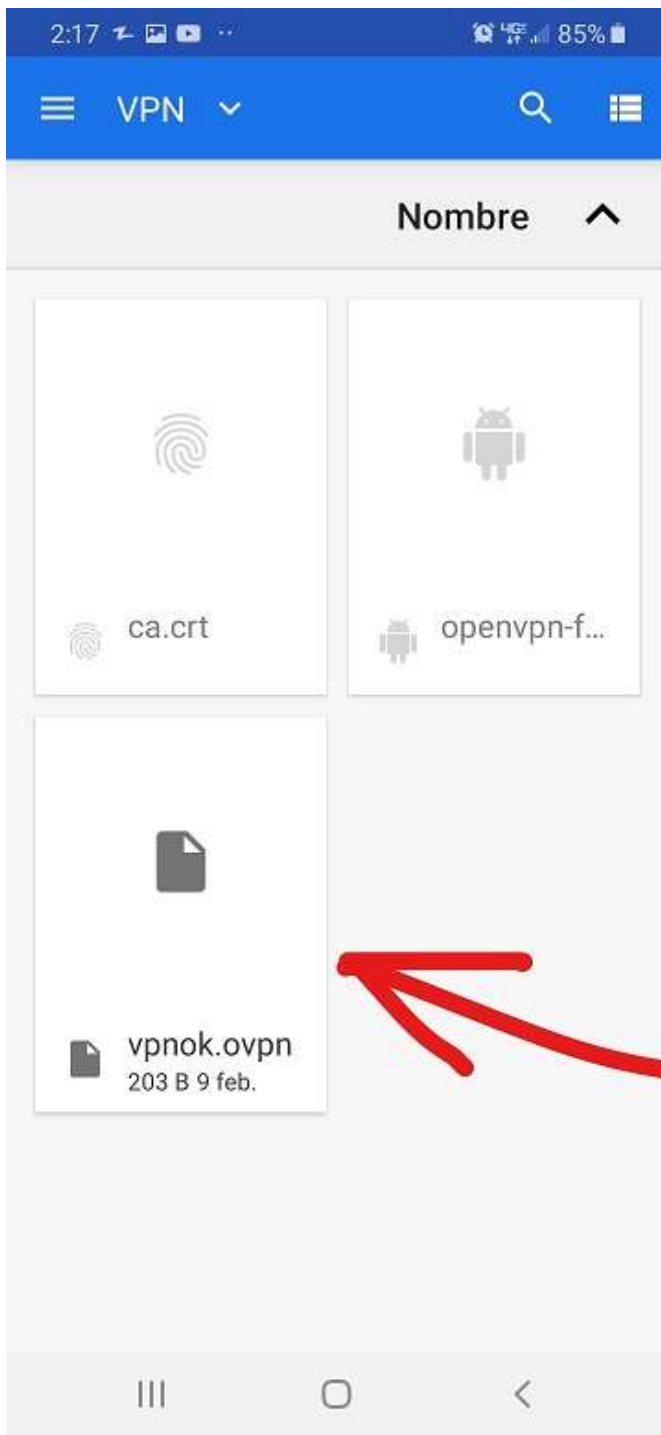 2:17 85%
VPN
Nombre
ca.crt
openvpn-f...
vpnok.ovpn
203 B 9 feb.